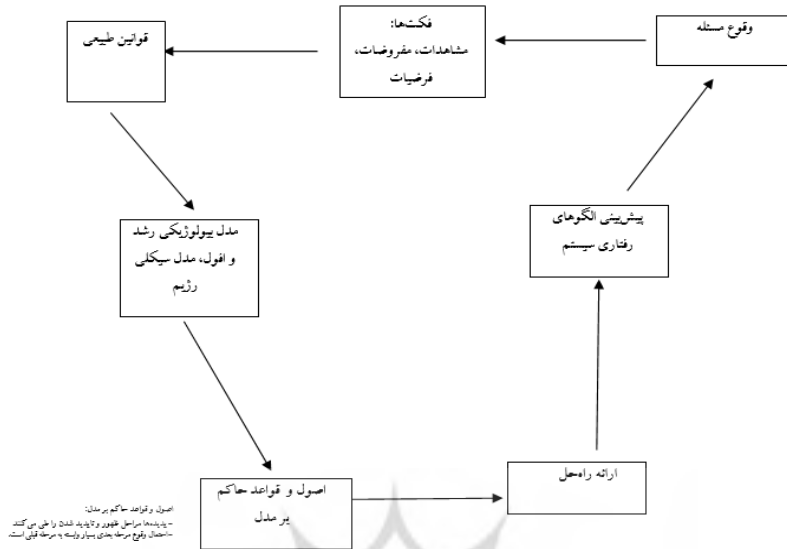 وقوع مسئله
فکت‌ها:
مشاهدات، مفروضات،
فرضیات
قوانین طبیعی
مدل بیولوژیکی رشد
و افول، مدل سیکلی
رژیم
اصول و قواعد حاکم
بر مدل
ارائه راه‌حل
پیش‌بینی الگوهای
رفتاری سیستم
اصول و قواعد حاکم بر مدل:
- پدیده‌ها مراحل ظهور و ناپدید شدن را طی می کنند
- احتمال وقوع مرحله بعدی بسیار وابسته به مرحله قبلی است.